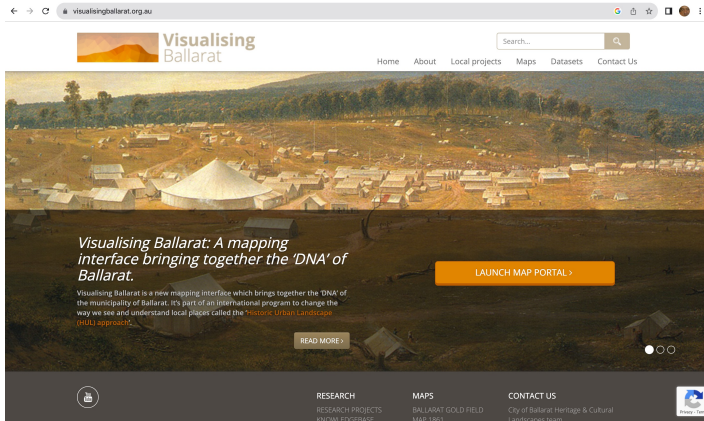 visualisingballarat.org.au
Visualising
Ballarat
Search...
Home About Local projects Maps Datasets Contact Us
Visualising Ballarat: A mapping
interface bringing together the ‘DNA’ of
Ballarat.
Visualising Ballarat is a new mapping interface which brings together the ‘DNA’ of
the municipality of Ballarat. It’s part of an international program to change the
way we see and understand local places called the ‘Historic Urban Landscape
(HUL) approach’.
READ MORE ›
LAUNCH MAP PORTAL ›
RESEARCH
RESEARCH PROJECTS
KNOWLEDGEBASE
MAPS
BALLARAT GOLD FIELD
MAP 1861
CONTACT US
City of Ballarat Heritage & Cultural
Landscapes team